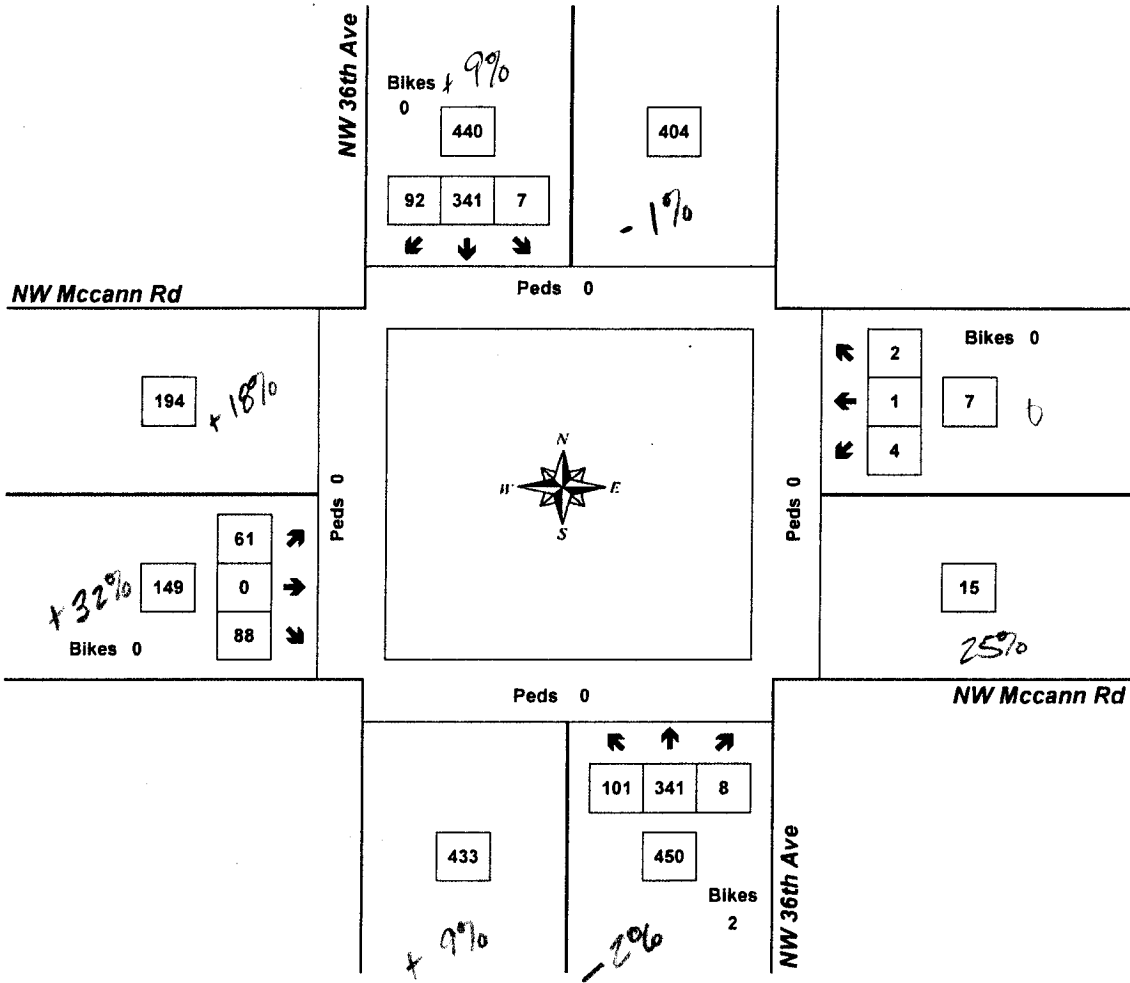 NW 36th Ave
Bikes + 9%
0
440
404
92 341 7
- 1%
NW Mccann Rd
Peds 0
194 + 18%
Peds 0
61
+32% 149 0
88
Bikes 0
N
W E
S
Peds 0
Bikes 0
2
1 7 0
4
15
25%
NW Mccann Rd
Peds 0
101 341 8
433
450
Bikes
2
+ 9%
-2%
NW 36th Ave